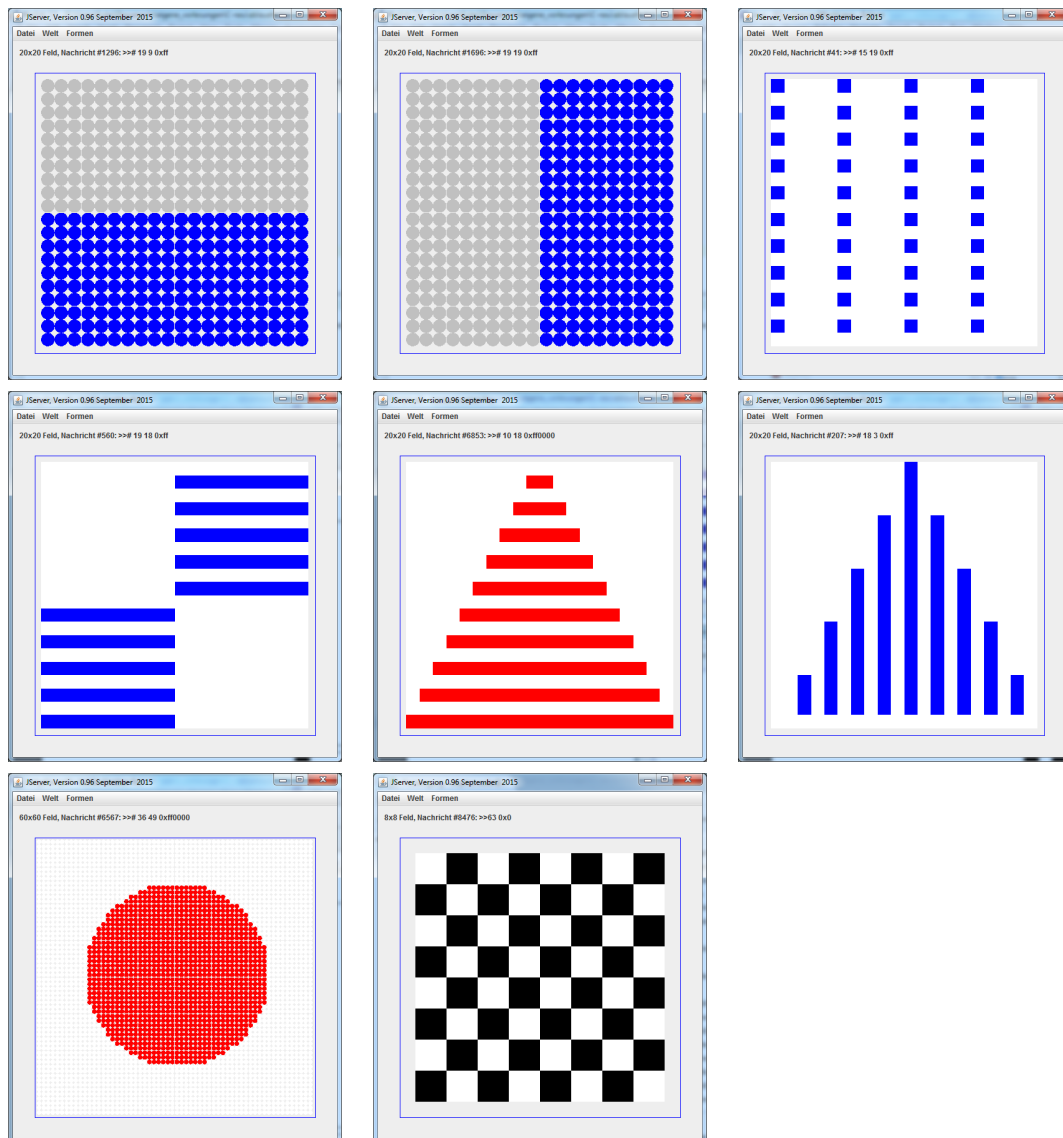 JServer, Version 0.96 September 2015
Datei Welt Formen
20x20 Feld, Nachricht #1296: >># 19 9 0xff
JServer, Version 0.96 September 2015
Datei Welt Formen
20x20 Feld, Nachricht #1696: >># 19 19 0xff
JServer, Version 0.96 September 2015
Datei Welt Formen
20x20 Feld, Nachricht #41: >># 15 19 0xff
JServer, Version 0.96 September 2015
Datei Welt Formen
20x20 Feld, Nachricht #560: >># 19 18 0xff
JServer, Version 0.96 September 2015
Datei Welt Formen
20x20 Feld, Nachricht #6853: >># 10 18 0xff0000
JServer, Version 0.96 September 2015
Datei Welt Formen
20x20 Feld, Nachricht #207: >># 18 3 0xff
JServer, Version 0.96 September 2015
Datei Welt Formen
60x60 Feld, Nachricht #6567: >># 36 49 0xff0000
JServer, Version 0.96 September 2015
Datei Welt Formen
8x8 Feld, Nachricht #8476: >>63 0x0